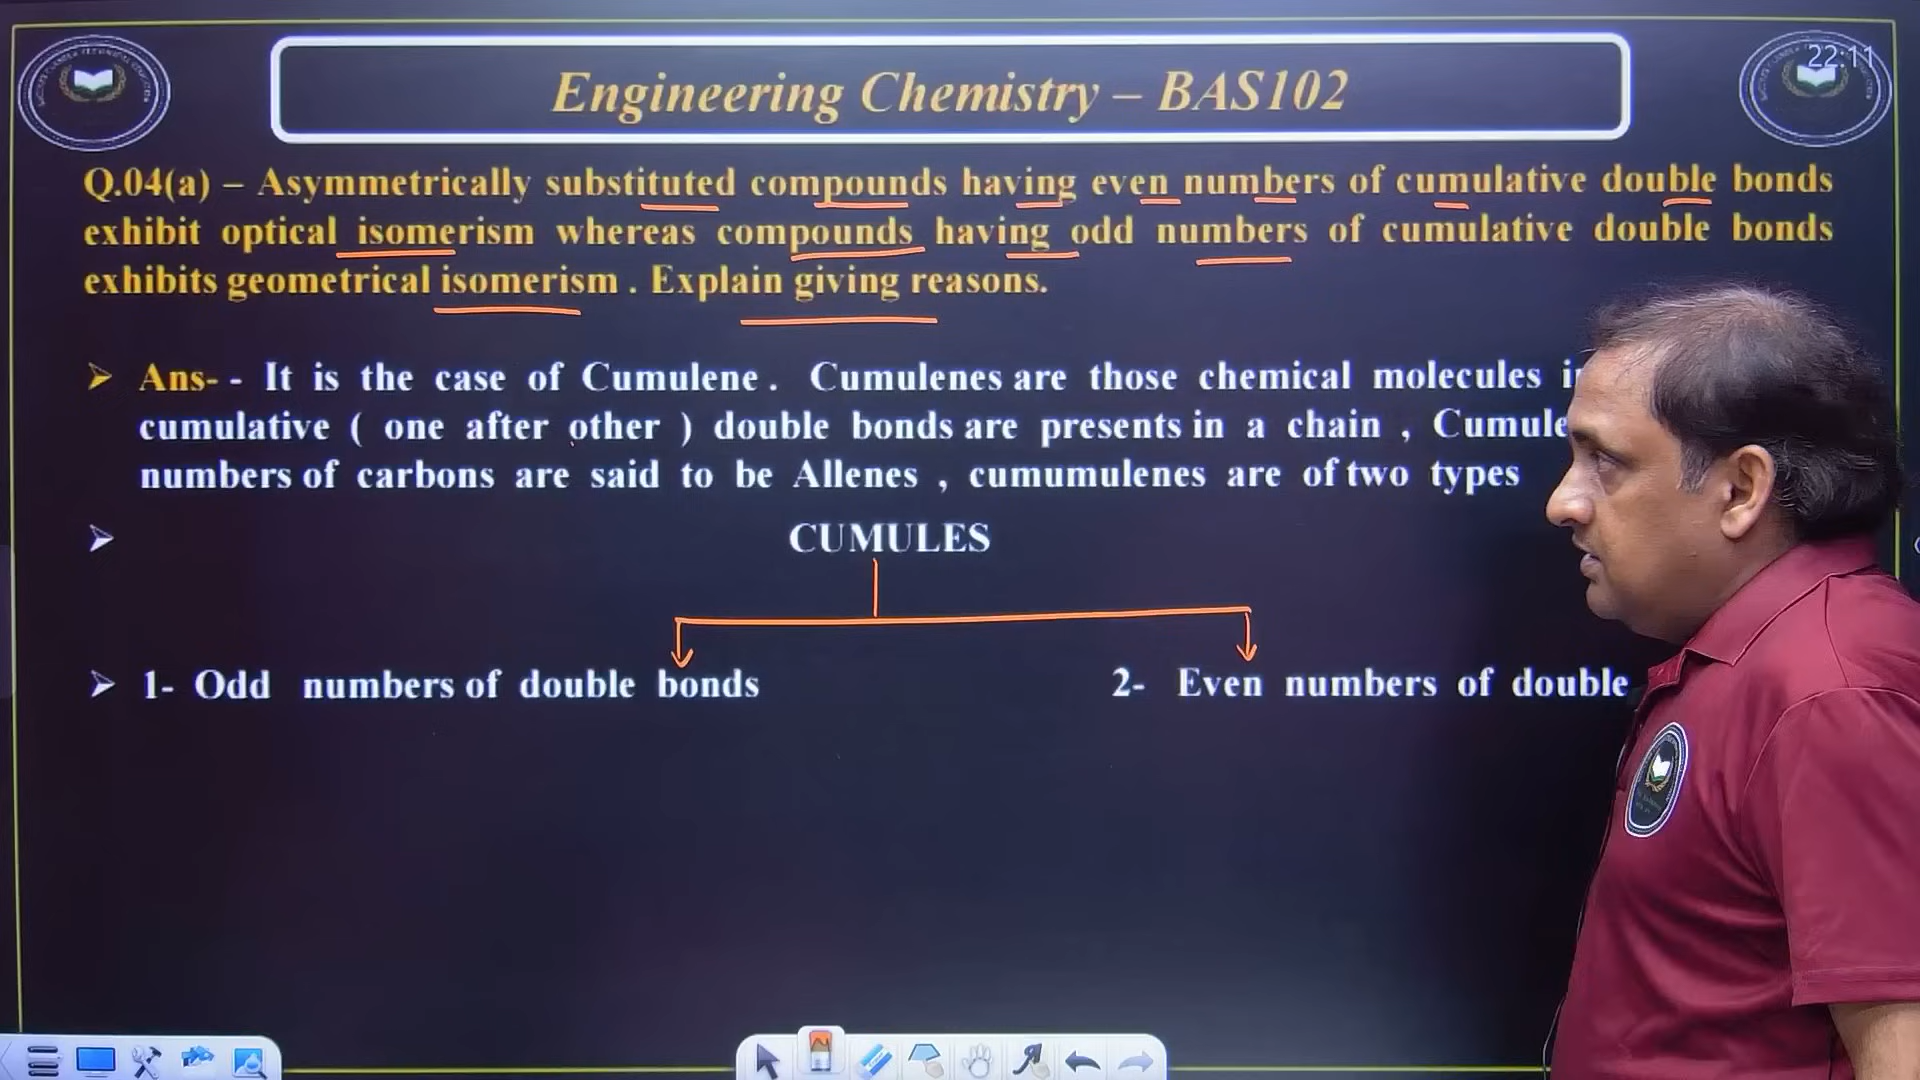 22:11
Engineering Chemistry – BAS102
Q.04(a) – Asymmetrically substituted compounds having even numbers of cumulative double bonds
exhibit optical isomerism whereas compounds having odd numbers of cumulative double bonds
exhibits geometrical isomerism . Explain giving reasons.
Ans- - It is the case of Cumulene . Cumulenes are those chemical molecules
cumulative ( one after other ) double bonds are presents in a chain ,
numbers of carbons are said to be Allenes , cumumulenes are of two types
CUMULES
1- Odd numbers of double bonds 2- Even numbers of double